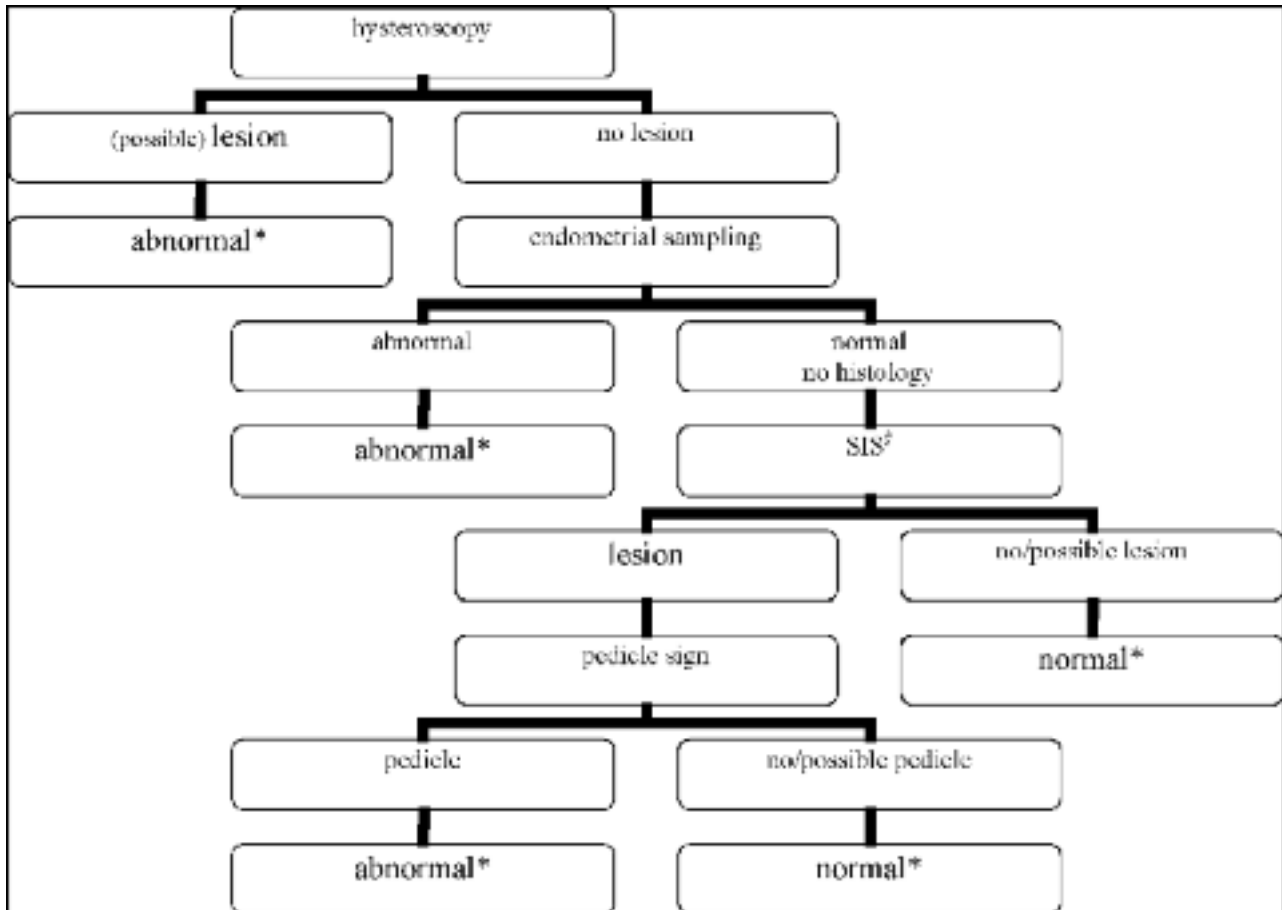 hysteroscopy
(possible) lesion
no lesion
abnormal*
endometrial sampling
abnormal
normal
no histology
abnormal*
SIS
lesion
no/possible lesion
pedicle sign
normal*
pedicle
no/possible pedicle
abnormal*
normal*